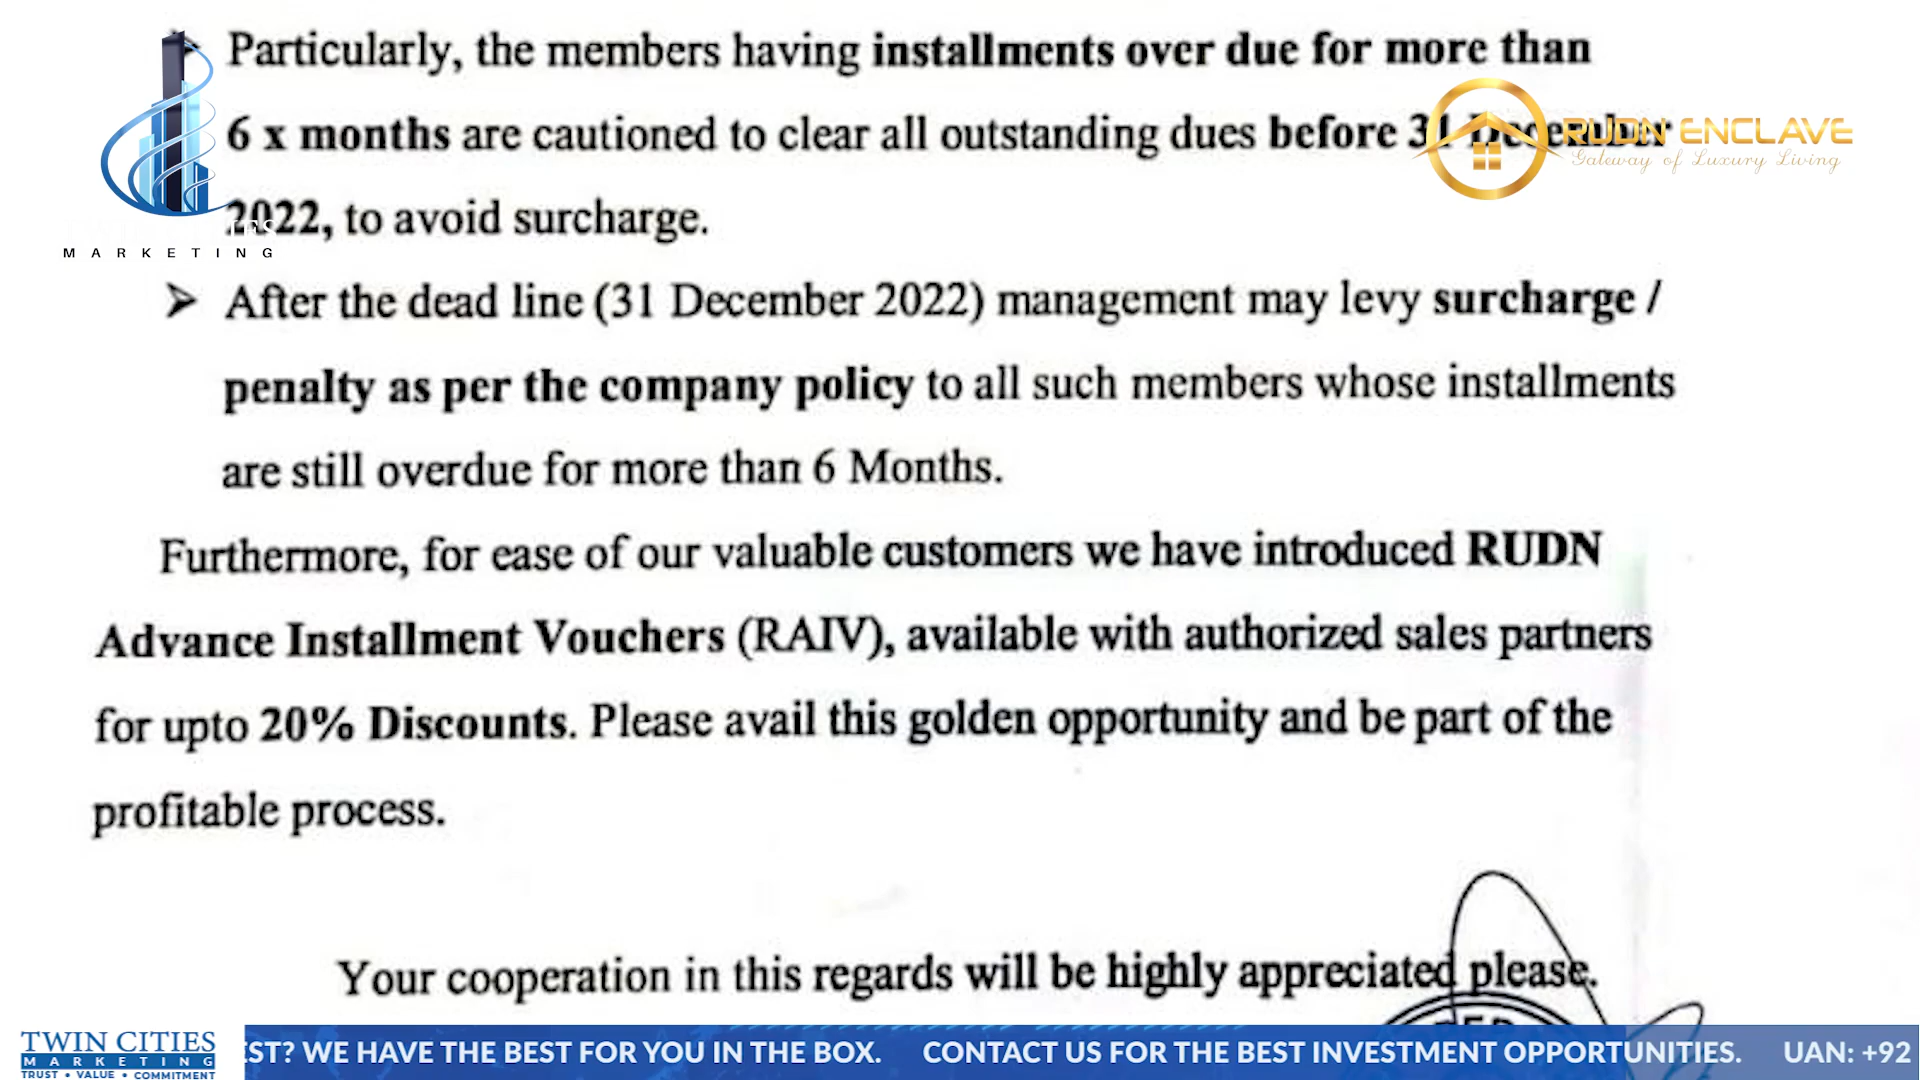 Particularly, the members having installments over due for more than
6 x months are cautioned to clear all outstanding dues before 31 December
2022, to avoid surcharge.
MARKETING
RUDN ENCLAVE
Gateway of Luxury Living
➤ After the dead line (31 December 2022) management may levy surcharge /
penalty as per the company policy to all such members whose installments
are still overdue for more than 6 Months.
Furthermore, for ease of our valuable customers we have introduced RUDN
Advance Installment Vouchers (RAIV), available with authorized sales partners
for upto 20% Discounts. Please avail this golden opportunity and be part of the
profitable process.
Your cooperation in this regards will be highly appreciated please.
TWIN CITIES
MARKETING
TRUST • VALUE • COMMITMENT
EST? WE HAVE THE BEST FOR YOU IN THE BOX. CONTACT US FOR THE BEST INVESTMENT OPPORTUNITIES. UAN: +92